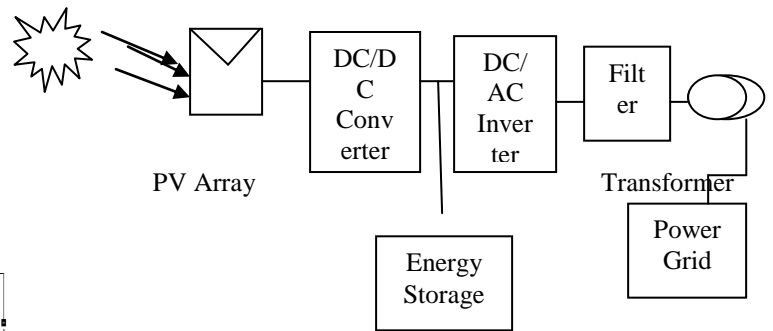 DC/D
C
Conv
erter
DC/
AC
Inver
ter
Filt
er
PV Array
Transformer
Energy
Storage
Power
Grid